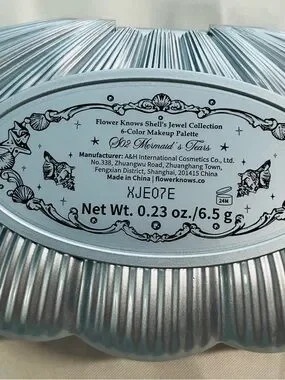 Flower Knows Shell's Jewel Collection
6-Color Makeup Palette
S02 Mermaid's Tears
Manufacturer: A&H International Cosmetics Co., Ltd.
No.338, Zhuangwu Road, Zhuanghang Town,
Fengxian District, Shanghai, 201415 China
Made in China | flowerknows.co
XJE07E
24M
Net Wt. 0.23 oz./6.5 g